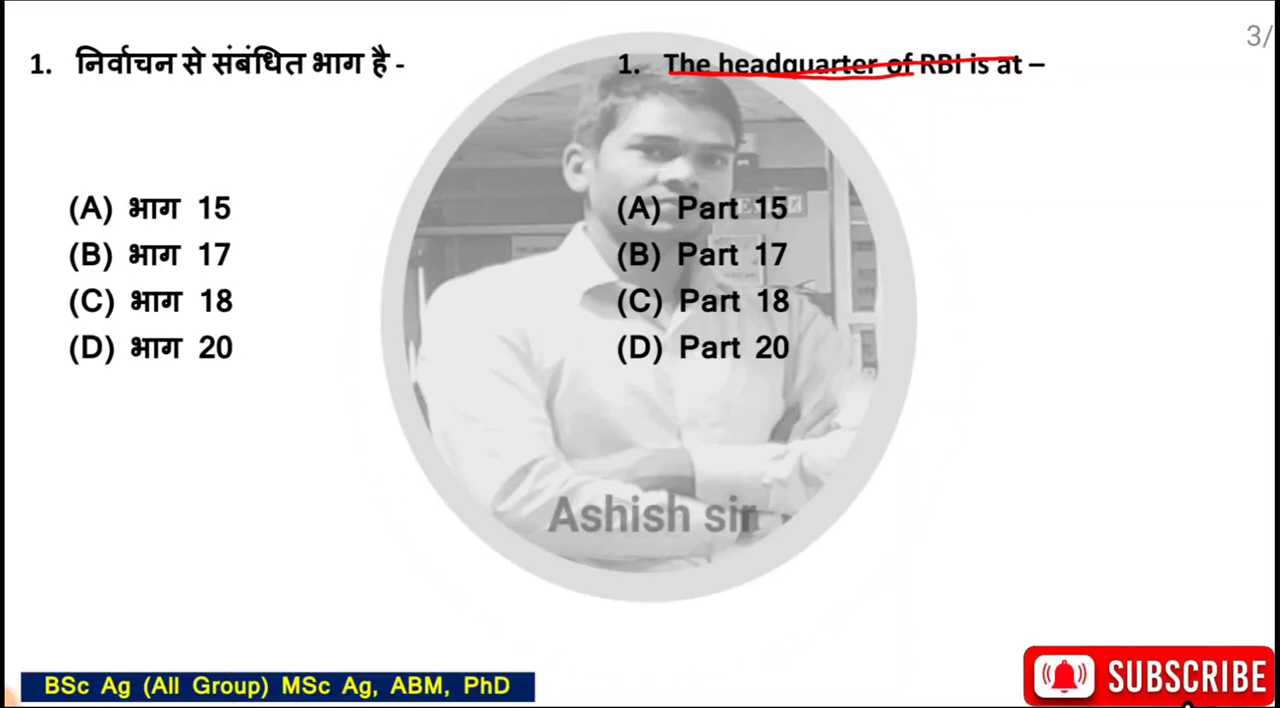 3/
1. निर्वाचन से संबंधित भाग है -
(A) भाग 15
(B) भाग 17
(C) भाग 18
(D) भाग 20
1. The headquarter of RBI is at –
(A) Part 15
(B) Part 17
(C) Part 18
(D) Part 20
Ashish sir
BSc Ag (All Group) MSc Ag, ABM, PhD
SUBSCRIBE